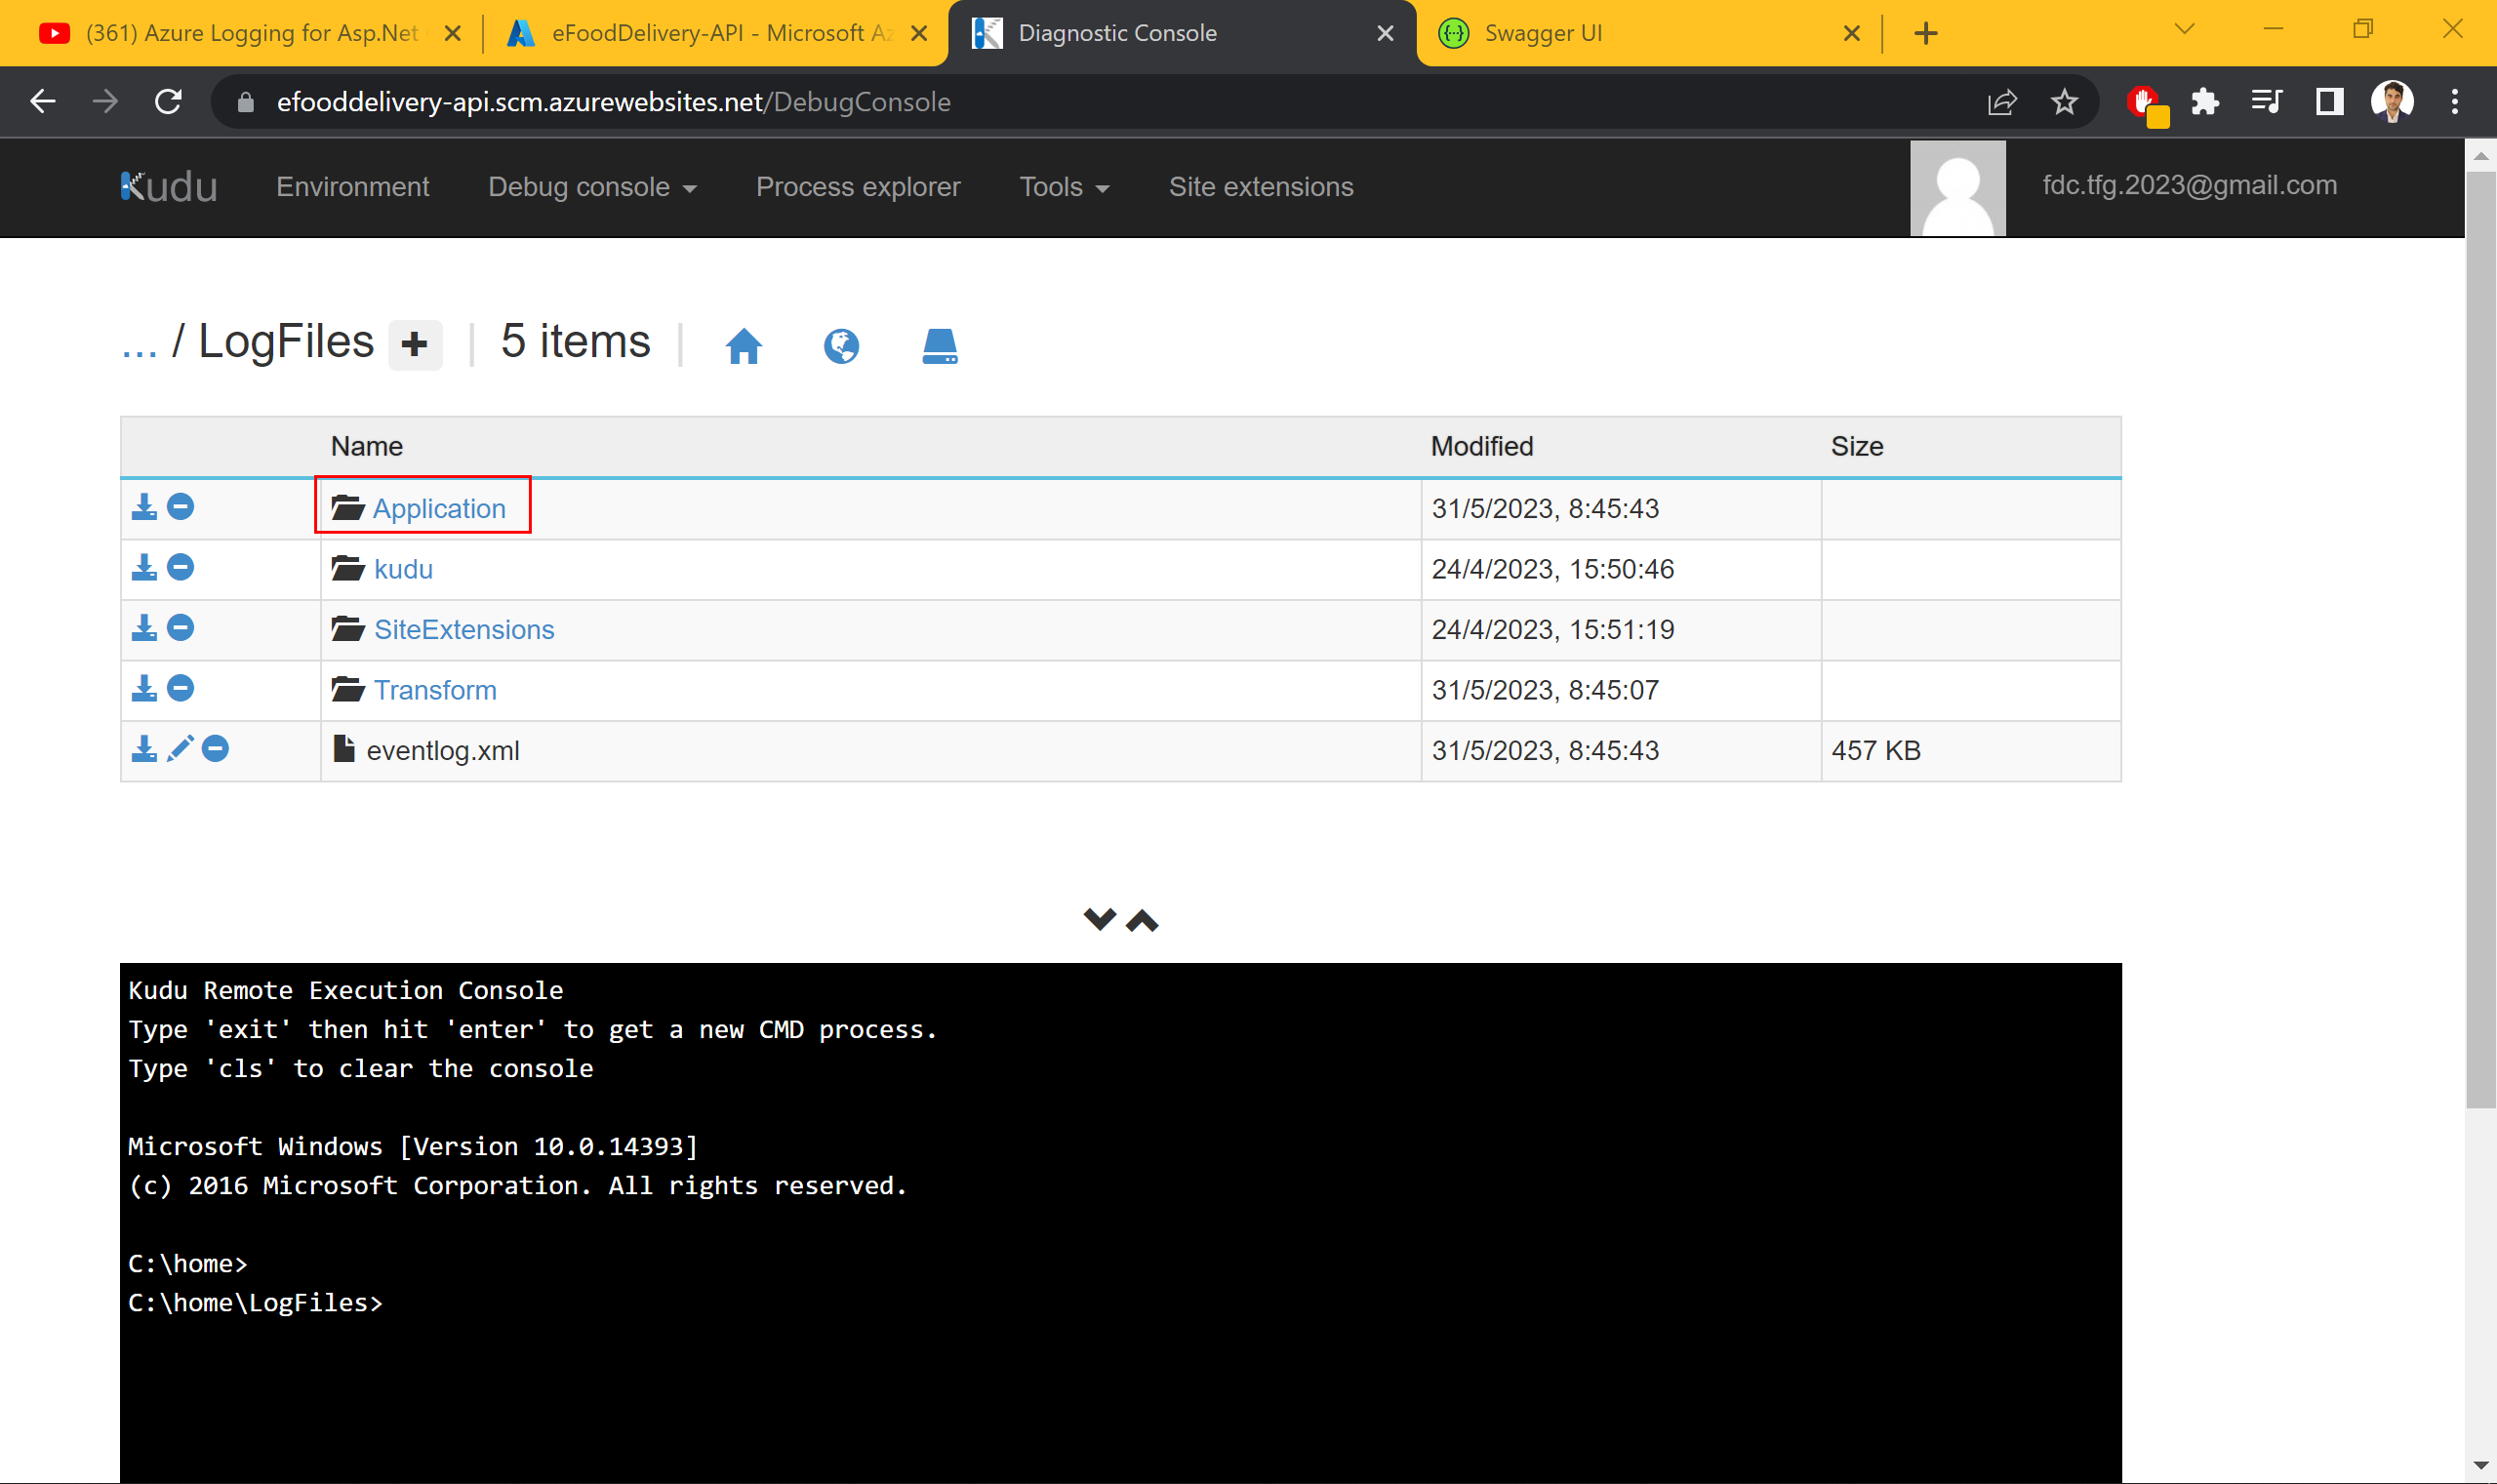 (361) Azure Logging for Asp.Net
eFoodDelivery-API - Microsoft Az
Diagnostic Console
Swagger UI
efooddelivery-api.scm.azurewebsites.net/DebugConsole
Kudu
Environment
Debug console
Process explorer
Tools
Site extensions
fdc.tfg.2023@gmail.com
... / LogFiles + | 5 items |
Name Modified Size
Application 31/5/2023, 8:45:43
kudu 24/4/2023, 15:50:46
SiteExtensions 24/4/2023, 15:51:19
Transform 31/5/2023, 8:45:07
eventlog.xml 31/5/2023, 8:45:43 457 KB
Kudu Remote Execution Console
Type 'exit' then hit 'enter' to get a new CMD process.
Type 'cls' to clear the console
Microsoft Windows [Version 10.0.14393]
(c) 2016 Microsoft Corporation. All rights reserved.
C:\home>
C:\home\LogFiles>